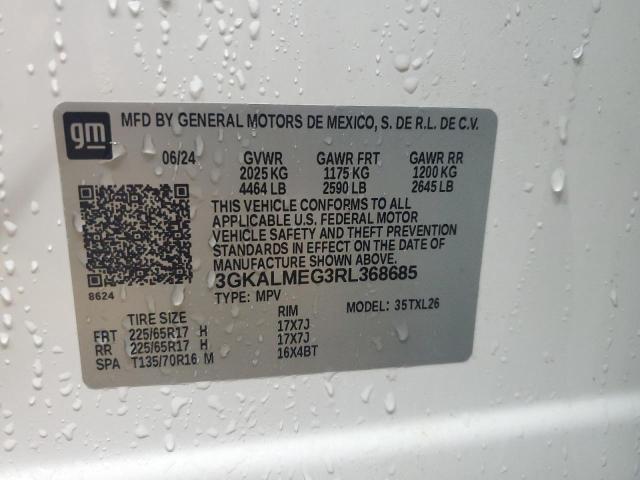 gm
MFD BY GENERAL MOTORS DE MEXICO, S. DE R.L. DE C.V.
06/24 GVWR GAWR FRT GAWR RR
2025 KG 1175 KG 1200 KG
4464 LB 2590 LB 2645 LB
THIS VEHICLE CONFORMS TO ALL
APPLICABLE U.S. FEDERAL MOTOR
VEHICLE SAFETY AND THEFT PREVENTION
STANDARDS IN EFFECT ON THE DATE OF
MANUFACTURE SHOWN ABOVE.
3GKALMEG3RL368685
8624
TYPE: MPV MODEL: 35TXL26
TIRE SIZE RIM
FRT 225/65R17 H 17X7J
RR 225/65R17 H 17X7J
SPA T135/70R16 M 16X4BT